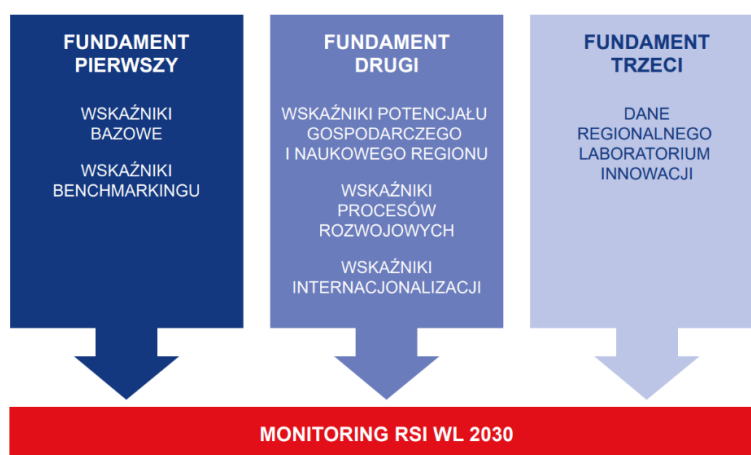 FUNDAMENT
PIERWSZY
WSKAŹNIKI
BAZOWE
WSKAŹNIKI
BENCHMARKINGU
FUNDAMENT
DRUGI
WSKAŹNIKI POTENCJAŁU
GOSPODARCZEGO
I NAUKOWEGO REGIONU
WSKAŹNIKI
PROCESÓW
ROZWOJOWYCH
WSKAŹNIKI
INTERNACJONALIZACJI
FUNDAMENT
TRZECI
DANE
REGIONALNEGO
LABORATORIUM
INNOWACJI
MONITORING RSI WL 2030